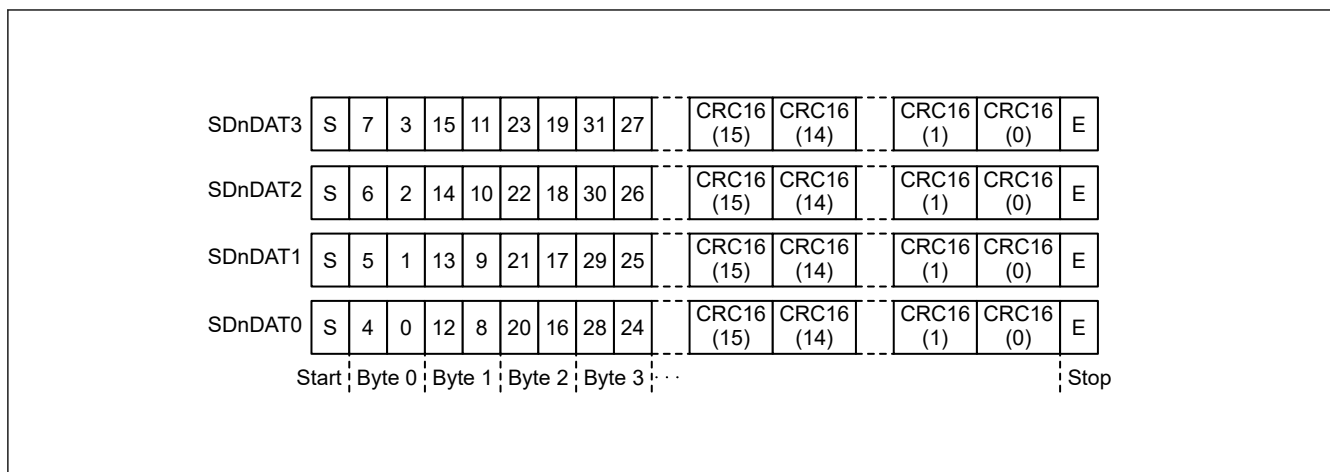 SDnDAT3 S 7 3 15 11 23 19 31 27 CRC16 (15) CRC16 (14) CRC16 (1) CRC16 (0) E
SDnDAT2 S 6 2 14 10 22 18 30 26 CRC16 (15) CRC16 (14) CRC16 (1) CRC16 (0) E
SDnDAT1 S 5 1 13 9 21 17 29 25 CRC16 (15) CRC16 (14) CRC16 (1) CRC16 (0) E
SDnDAT0 S 4 0 12 8 20 16 28 24 CRC16 (15) CRC16 (14) CRC16 (1) CRC16 (0) E
Start Byte 0 Byte 1 Byte 2 Byte 3 · · · Stop